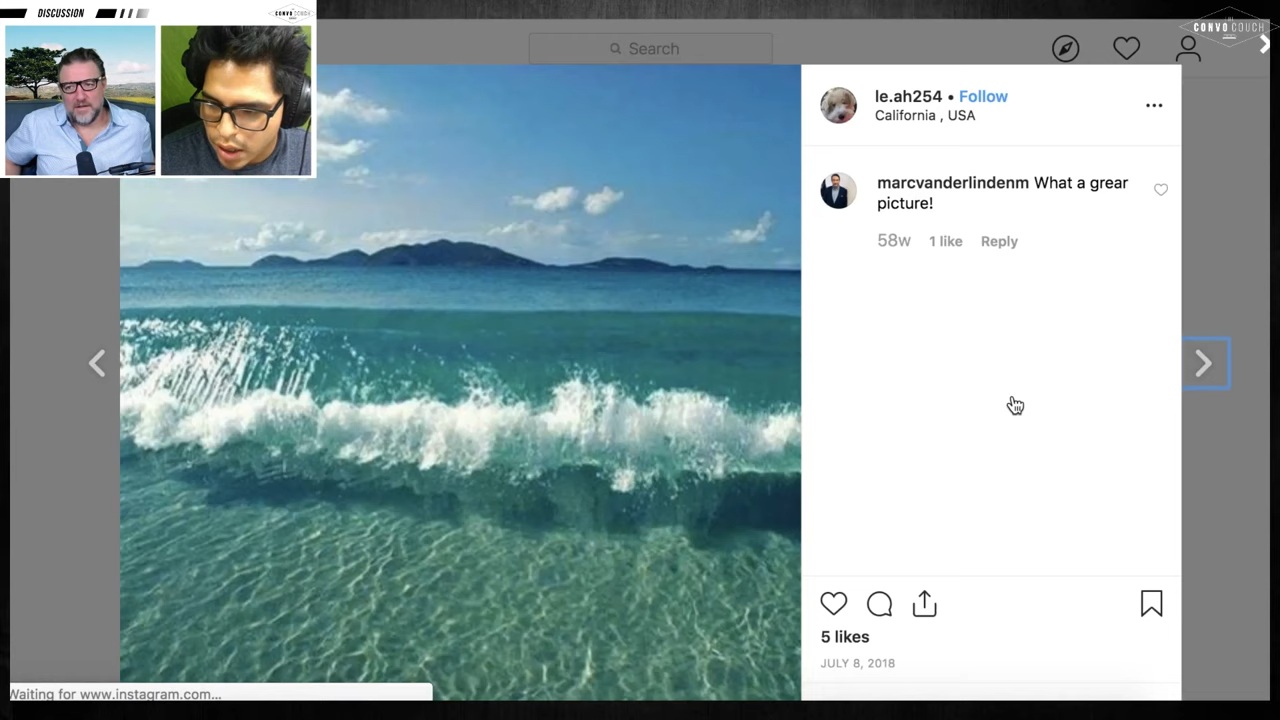 DISCUSSION
CONVO COUCH
THE
CONVO COUCH
Search
le.ah254 • Follow
California , USA
marcvanderlindenm What a grear
picture!
58w 1 like Reply
5 likes
JULY 8, 2018
Waiting for www.instagram.com...